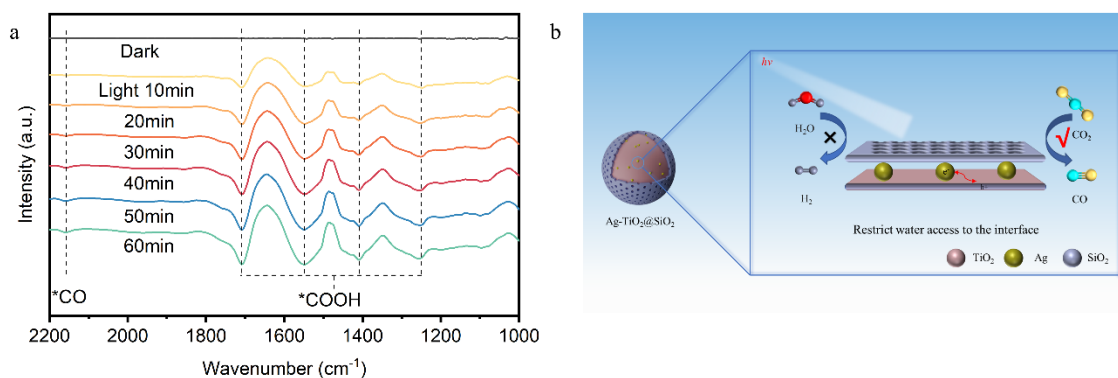 a
Intensity (a.u.)
Dark
Light 10min
20min
30min
40min
50min
60min
*CO
*COOH
2200 2000 1800 1600 1400 1200 1000
Wavenumber (cm⁻¹)
b
hv
H₂O
H₂
CO₂
CO
e⁻
Ag-TiO₂@SiO₂
Restrict water access to the interface
TiO₂ Ag SiO₂